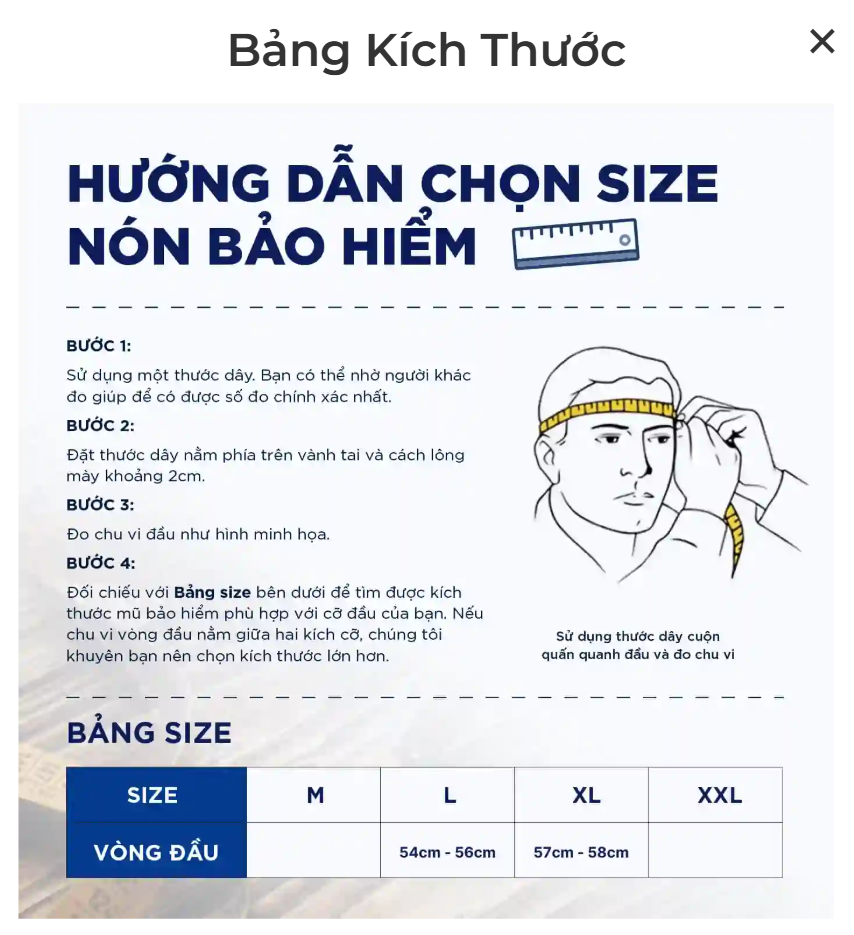 Bảng Kích Thước
HƯỚNG DẪN CHỌN SIZE
NÓN BẢO HIỂM
BƯỚC 1:
Sử dụng một thước dây. Bạn có thể nhờ người khác
đo giúp để có được số đo chính xác nhất.
BƯỚC 2:
Đặt thước dây nằm phía trên vành tai và cách lông
mày khoảng 2cm.
BƯỚC 3:
Đo chu vi đầu như hình minh họa.
BƯỚC 4:
Đối chiếu với Bảng size bên dưới để tìm được kích
thước mũ bảo hiểm phù hợp với cỡ đầu của bạn. Nếu
chu vi vòng đầu nằm giữa hai kích cỡ, chúng tôi
khuyên bạn nên chọn kích thước lớn hơn.
Sử dụng thước dây cuộn
quấn quanh đầu và đo chu vi
BẢNG SIZE
SIZE M L XL XXL
VÒNG ĐẦU 54cm - 56cm 57cm - 58cm